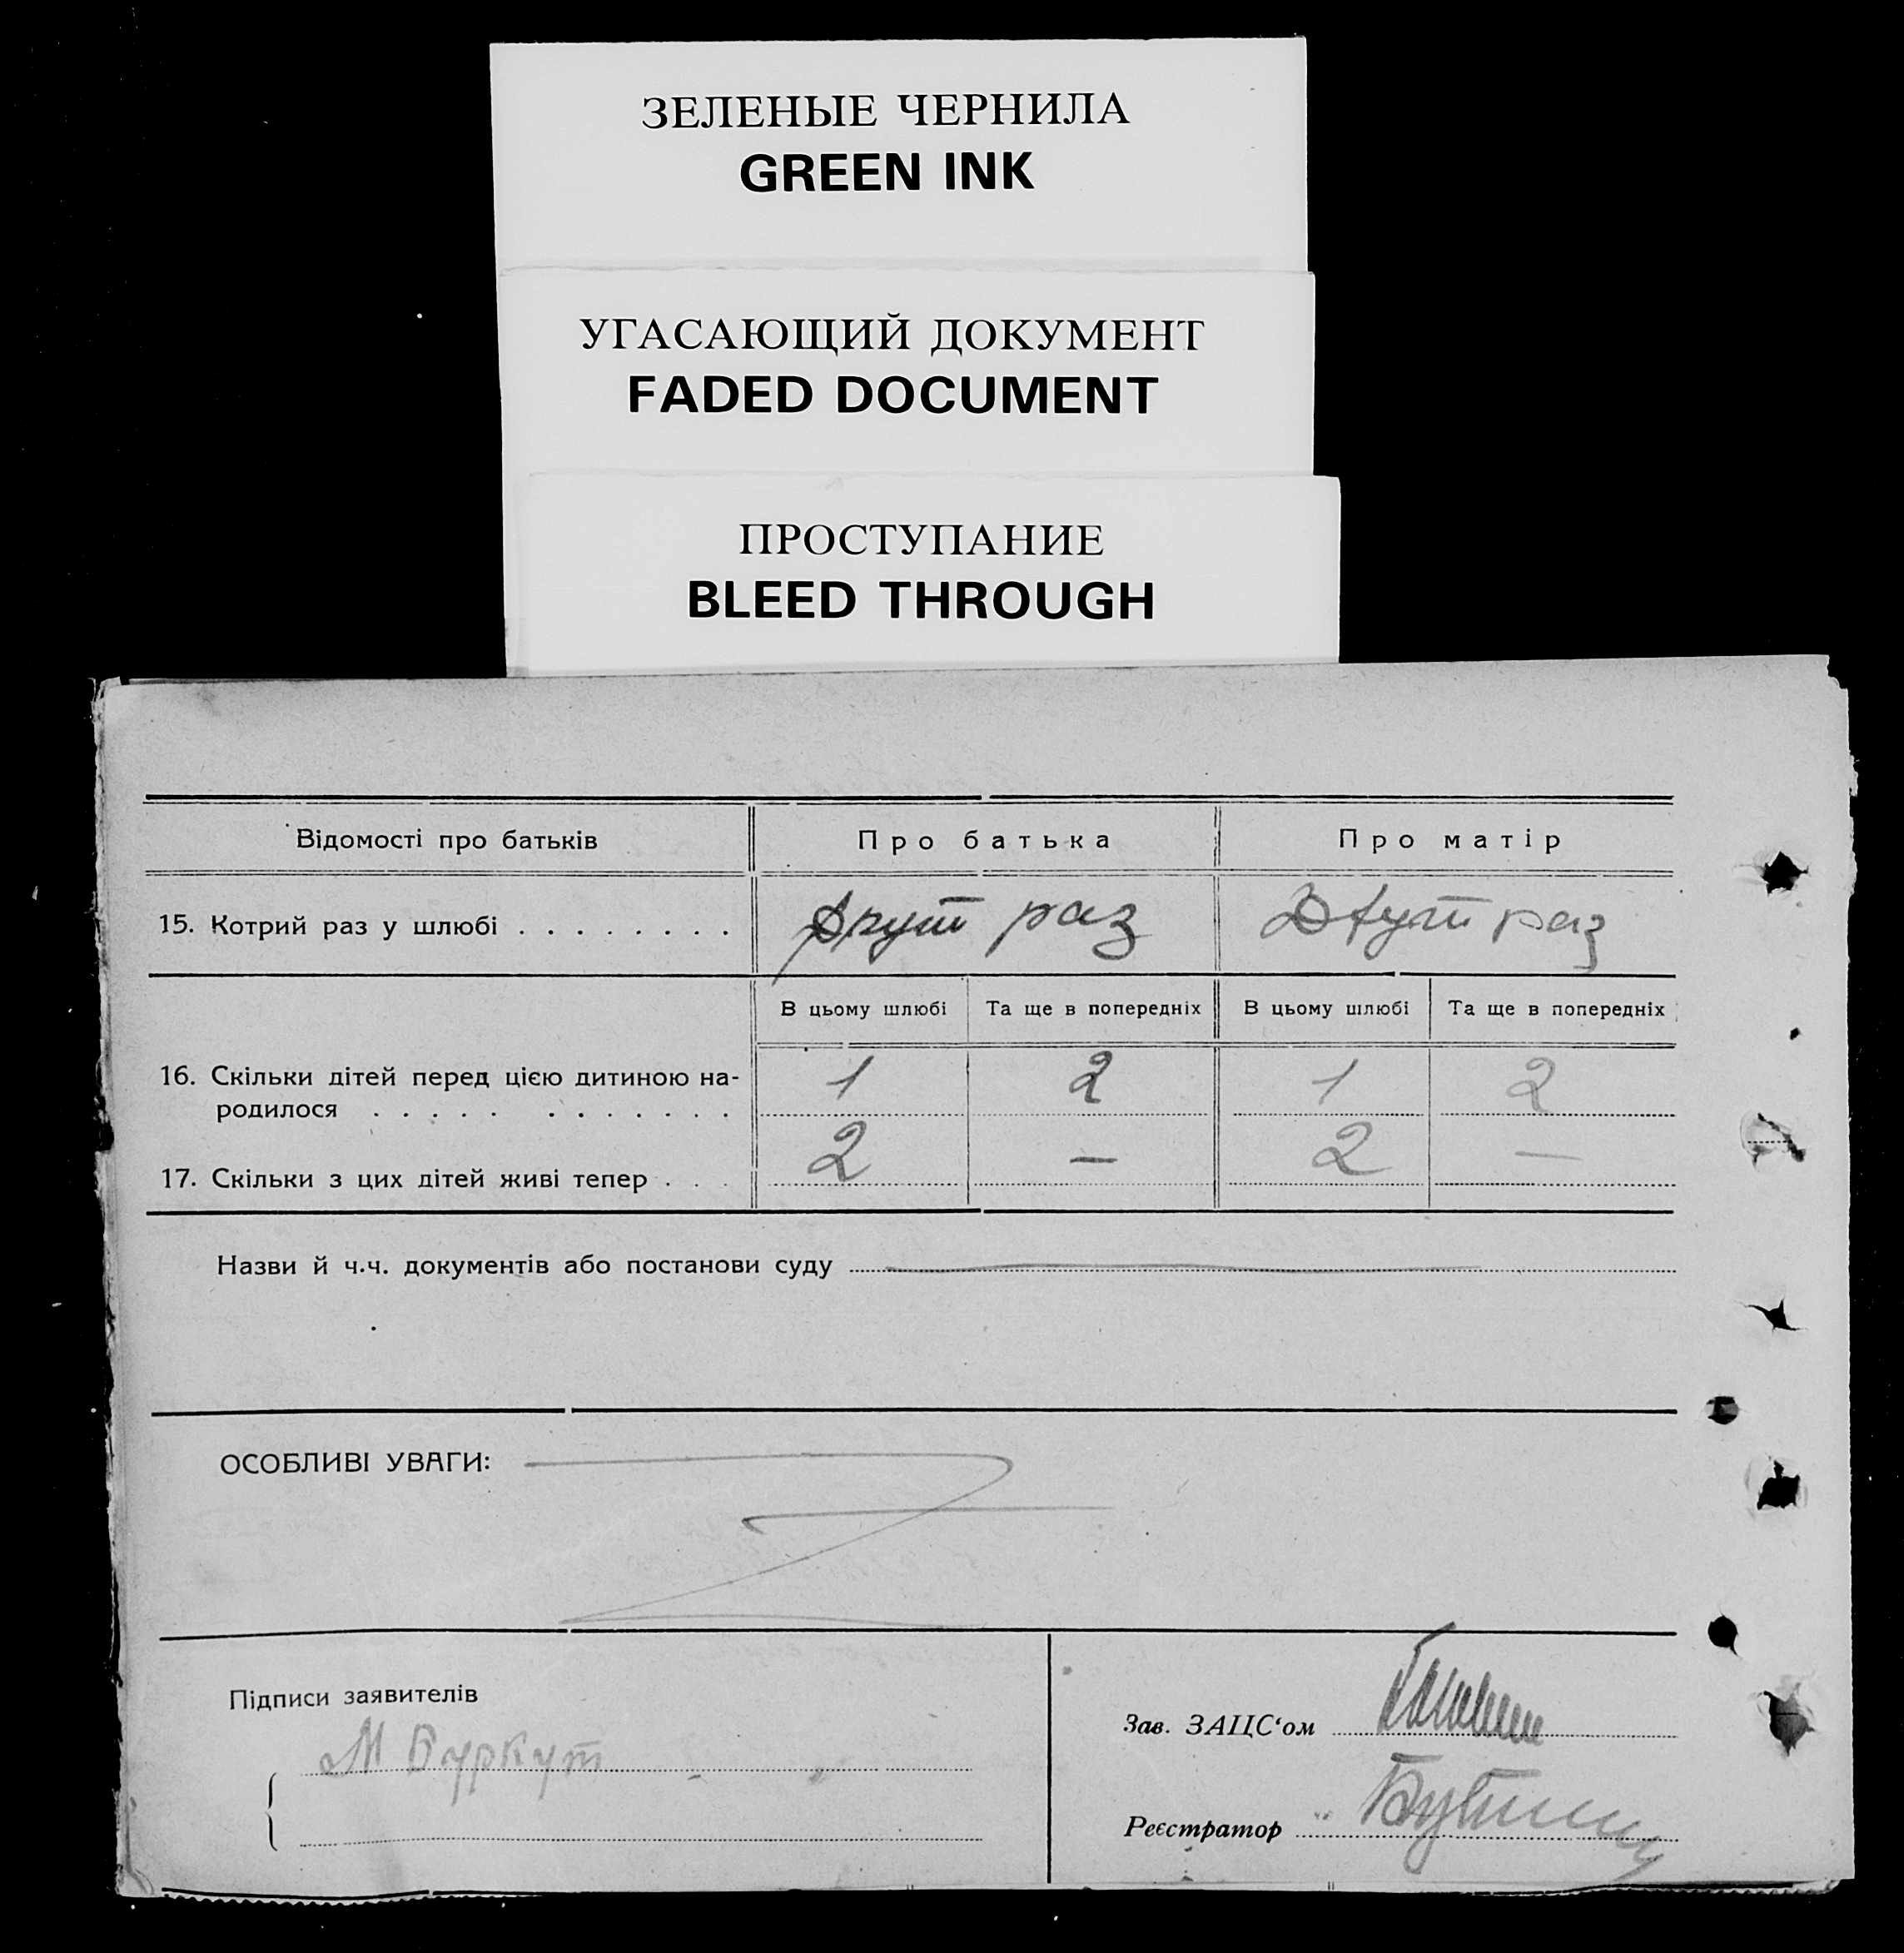 ЗЕЛЕНЫЕ ЧЕРНИЛА
GREEN INK
УГАСАЮЩИЙ ДОКУМЕНТ
FADED DOCUMENT
ПРОСТУПАНИЕ
BLEED THROUGH
Відомості про батьків Про батька Про матір
15. Котрий раз у шлюбі . . . . . . . . раз раз
В цьому шлюбі Та ще в попередніх В цьому шлюбі Та ще в попередніх
16. Скільки дітей перед цією дитиною на-
родилося . . . . . . . . . . . . 1 2 1 2
17. Скільки з цих дітей живі тепер . . . 2 — 2 —
Назви й ч.ч. документів або постанови суду
ОСОБЛИВІ УВАГИ:
Підписи заявителів
М Буркут
Зав. ЗАЦС‘ом
Реєстратор